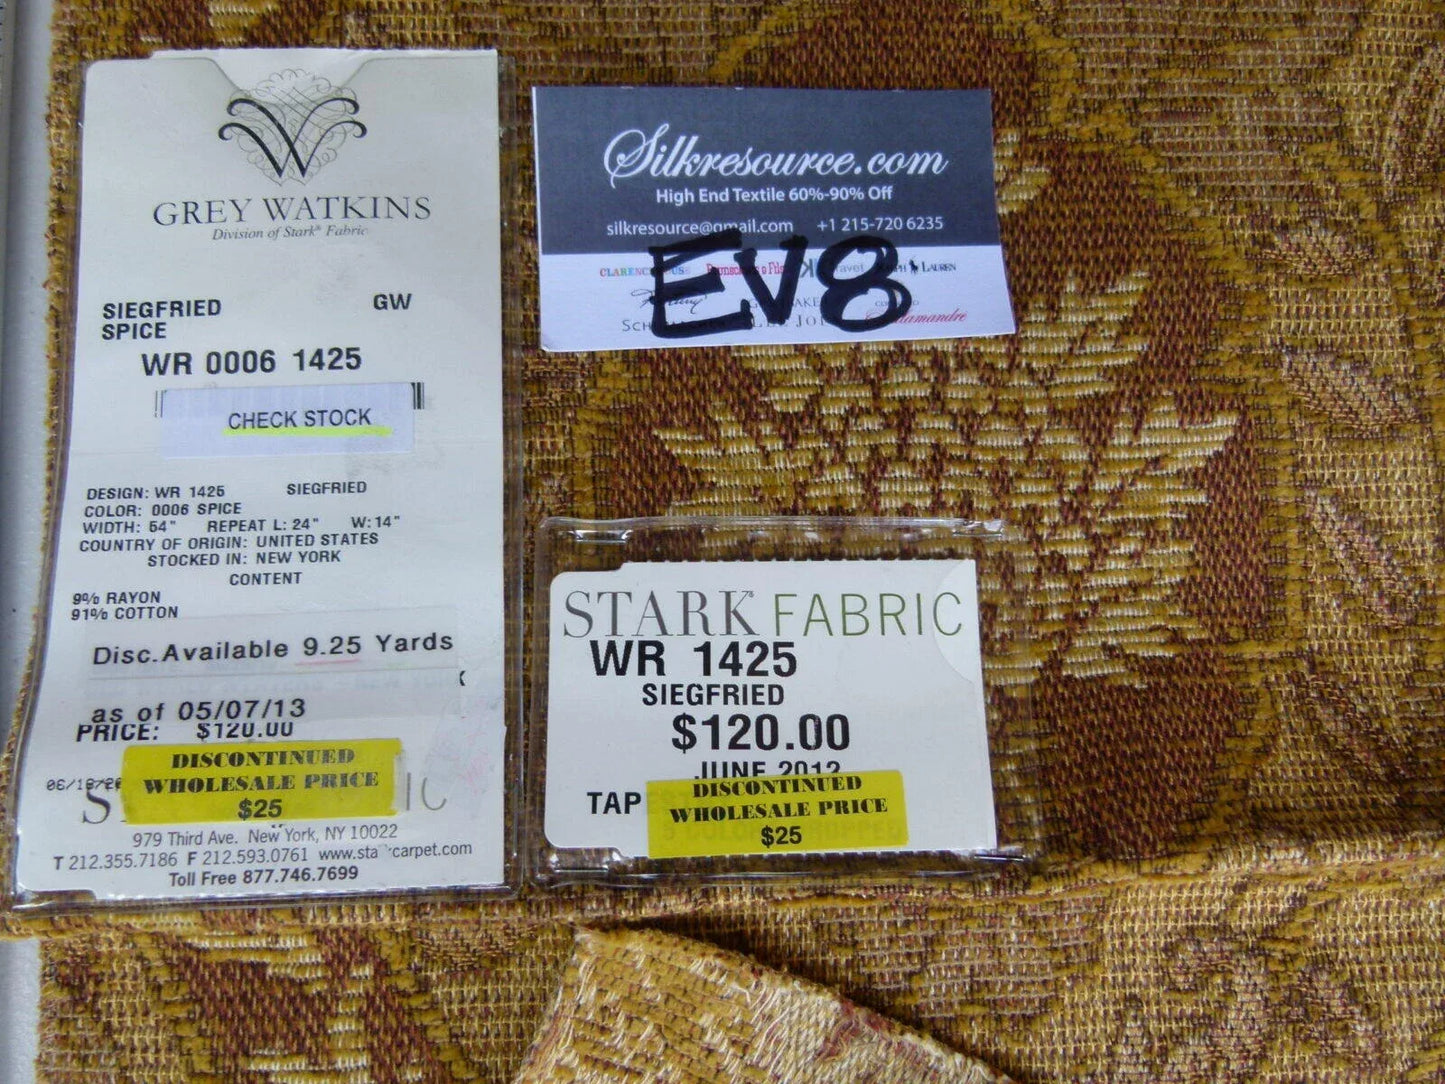 GREY WATKINS
Division of Stark® Fabric
SIEGFRIED GW
SPICE
WR 0006 1425
CHECK STOCK
DESIGN: WR 1425 SIEGFRIED
COLOR: 0006 SPICE
WIDTH: 54" REPEAT L: 24" W: 14"
COUNTRY OF ORIGIN: UNITED STATES
STOCKED IN: NEW YORK
CONTENT
9% RAYON
91% COTTON
Disc. Available 9.25 Yards
as of 05/07/13
PRICE: $120.00
DISCONTINUED
WHOLESALE PRICE
$25
979 Third Ave. New York, NY 10022
T 212.355.7186 F 212.593.0761
Toll Free 877.746.7699
Silkresource.com
High End Textile 60%-90% Off
silkresource@gmail.com +1 215-720 6235
EV8
STARK® FABRIC
WR 1425
SIEGFRIED
$120.00
JUNE 2012
TAP
DISCONTINUED
WHOLESALE PRICE
$25